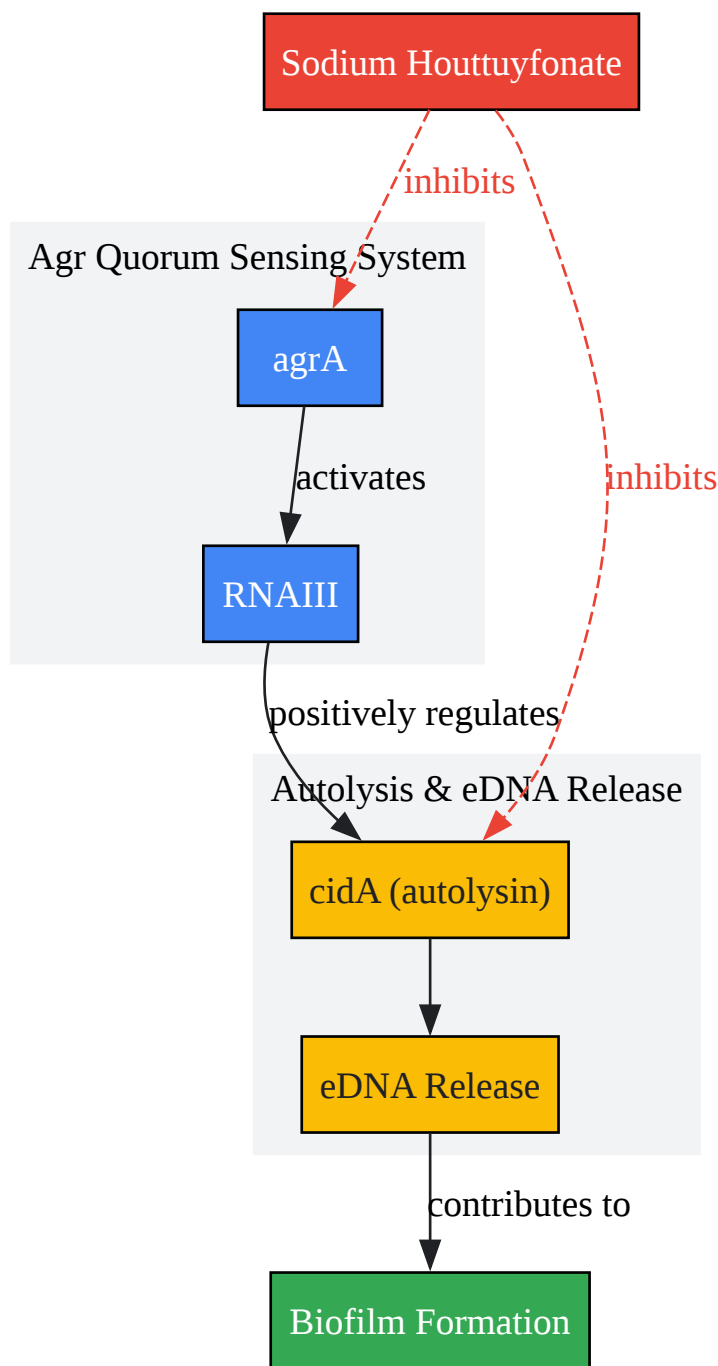 Sodium Houttuyfonate
inhibits
Agr Quorum Sensing System
agrA
activates
inhibits
RNAIII
positively regulates
Autolysis & eDNA Release
cidA (autolysin)
eDNA Release
contributes to
Biofilm Formation